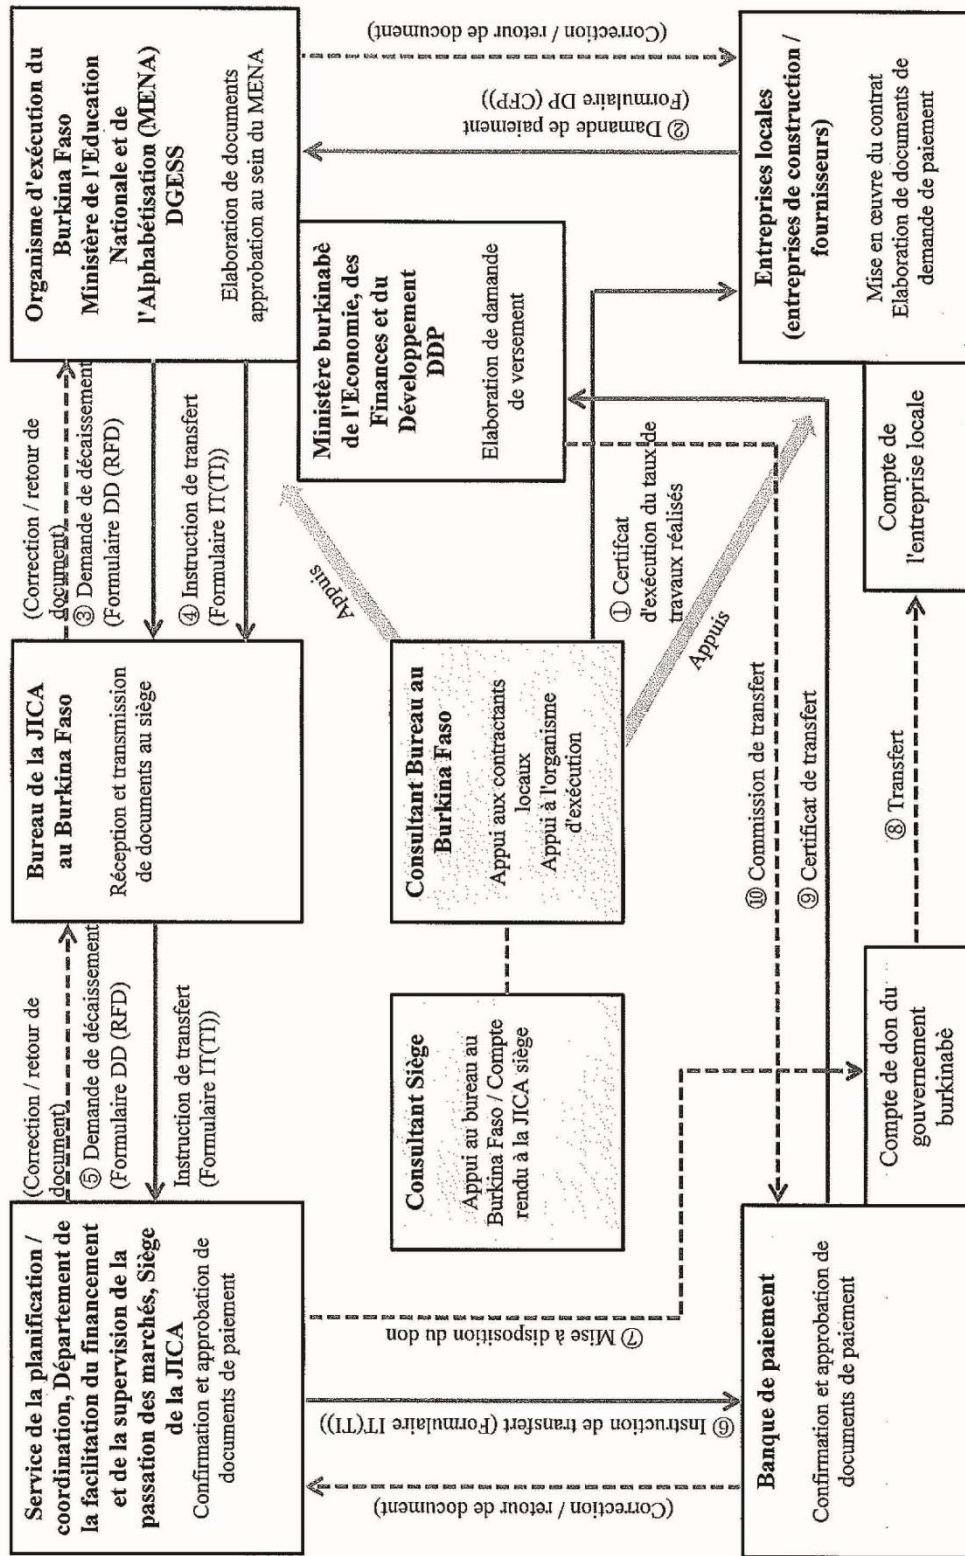 Service de la planification /
coordination, Département de
la facilitation du financement
et de la supervision de la
passation des marchés, Siège
de la JICA
Confirmation et approbation de
documents de paiement
(Correction / retour de
document)
⑤ Demande de décaissement
(Formulaire DD (RFD)
Instruction de transfert
(Formulaire IT(TI))
Bureau de la JICA
au Burkina Faso
Réception et transmission
de documents au siège
(Correction / retour de
document)
③ Demande de décaissement
(Formulaire DD (RFD)
④ Instruction de transfert
(Formulaire IT(TI))
Organisme d'exécution du
Burkina Faso
Ministère de l'Education
Nationale et de
l'Alphabétisation (MENA)
DGESS
Elaboration de documents
approbation au sein du MENA
Ministère burkinabè
de l'Economie, des
Finances et du
Développement
DDP
Elaboration de damande
de versement
Consultant Siège
Appui au bureau au
Burkina Faso / Compte
rendu à la JICA siège
Consultant Bureau au
Burkina Faso
Appui aux contractants
locaux
Appui à l'organisme
d'exécution
Appuis
① Certifcat
d'exécution du taux de
travaux réalisés
Appuis
(Correction / retour de document)
⑥ Instruction de transfert (Formulaire IT(TI))
⑦ Mise à disposition du
don
② Damande de paiement
(Formulaire DP (CFP))
(Correction / retour de document)
⑩ Commission de transfert
⑨ Certificat de transfert
Banque de paiement
Confirmation et approbation de
documents de paiement
Compte de don du
gouvernement
burkinabè
⑧ Transfert
Compte de
l'entreprise locale
Entreprises locales
(entreprises de construction /
fournisseurs)
Mise en œuvre du contrat
Elaboration de documents de
demande de paiement